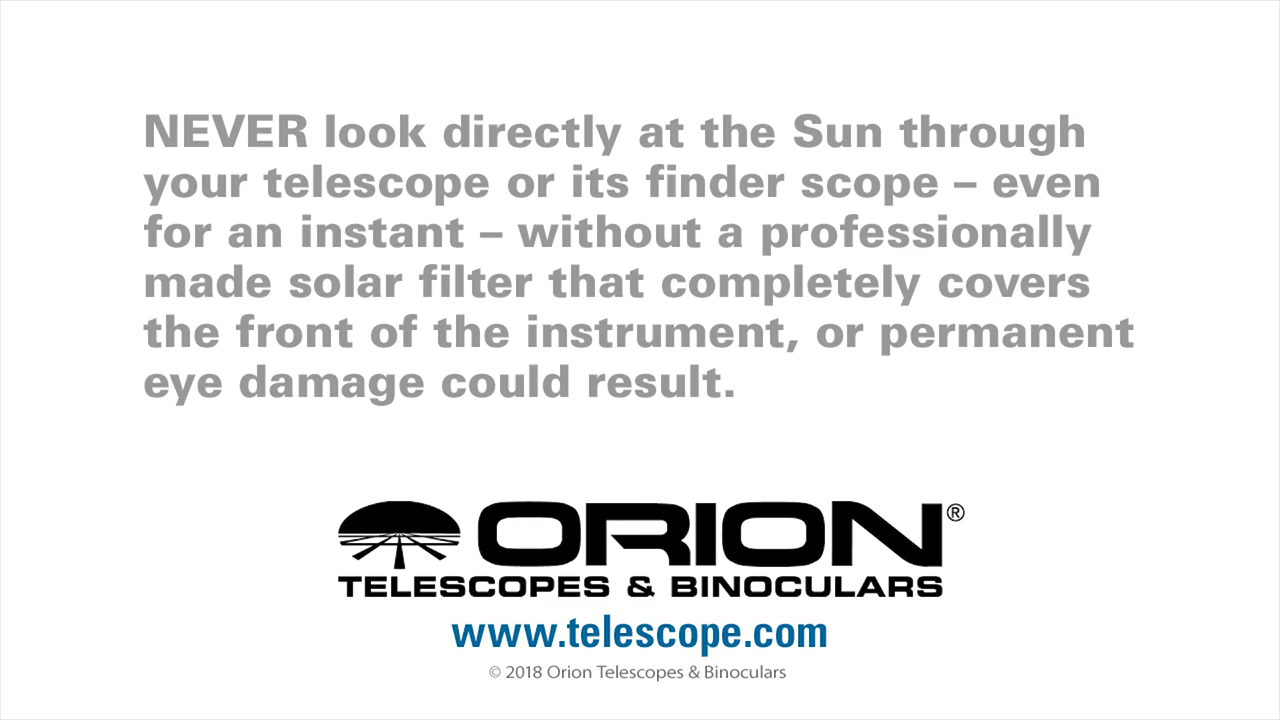 NEVER look directly at the Sun through
your telescope or its finder scope – even
for an instant – without a professionally
made solar filter that completely covers
the front of the instrument, or permanent
eye damage could result.
ORION®
TELESCOPES & BINOCULARS
www.telescope.com
© 2018 Orion Telescopes & Binoculars